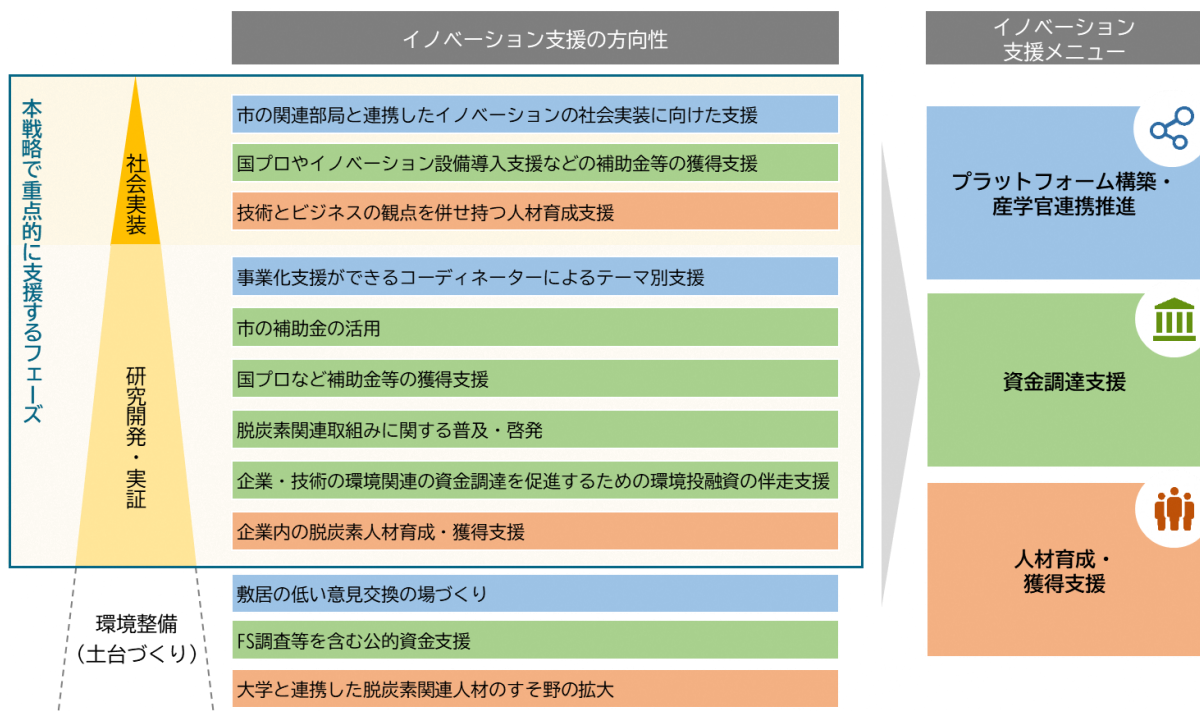 イノベーション支援の方向性
イノベーション
支援メニュー
本戦略で重点的に支援するフェーズ
社会実装
市の関連部局と連携したイノベーションの社会実装に向けた支援
国プロやイノベーション設備導入支援などの補助金等の獲得支援
技術とビジネスの観点を併せ持つ人材育成支援
研究開発・実証
事業化支援ができるコーディネーターによるテーマ別支援
市の補助金の活用
国プロなど補助金等の獲得支援
脱炭素関連取組みに関する普及・啓発
企業・技術の環境関連の資金調達を促進するための環境投融資の伴走支援
企業内の脱炭素人材育成・獲得支援
環境整備
（土台づくり）
敷居の低い意見交換の場づくり
FS調査等を含む公的資金支援
大学と連携した脱炭素関連人材のすそ野の拡大
プラットフォーム構築・
産学官連携推進
資金調達支援
人材育成・
獲得支援